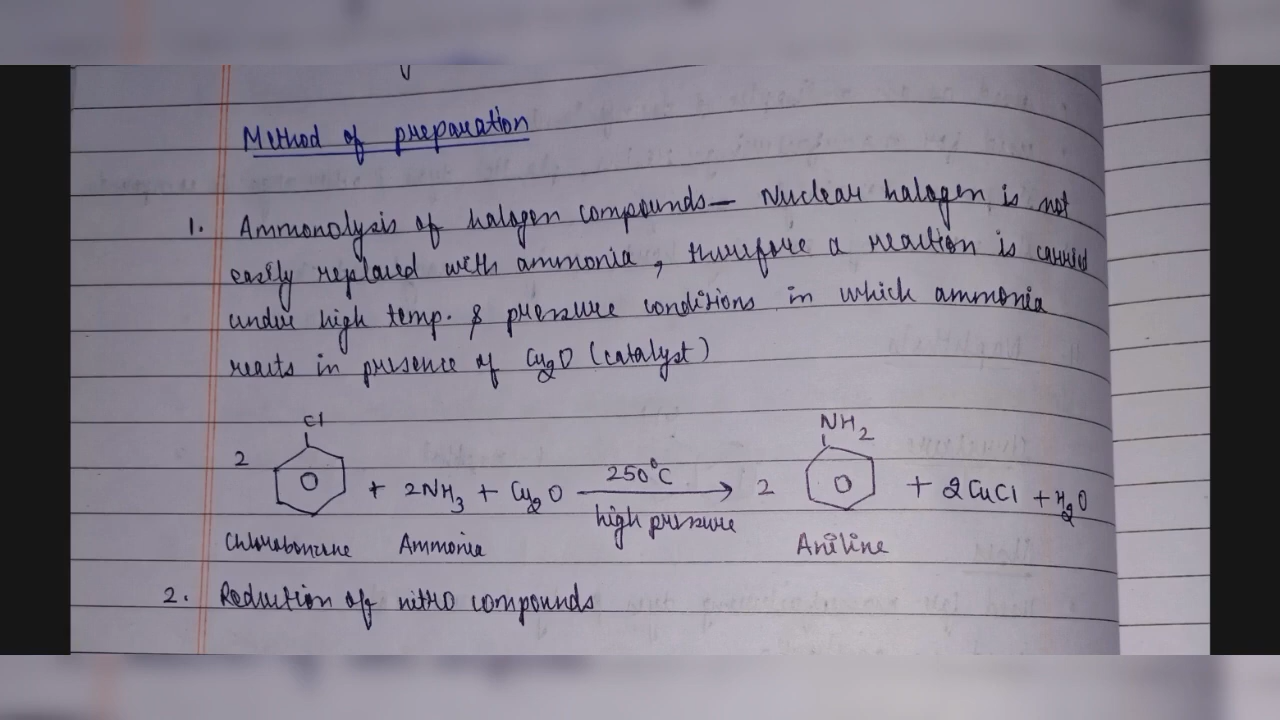 Method of preparation
1. Ammonolysis of halogen compounds— Nuclear halogen is not
easily replaced with ammonia, therefore a reaction is carried
under high temp. & pressure conditions in which ammonia
reacts in presence of Cu2O (catalyst)
Cl NH2
2 + 2NH3 + Cu2O 250°C 2 + 2CuCl + H2O
high pressure
Chlorobenzene Ammonia Aniline
2. Reduction of nitro compounds